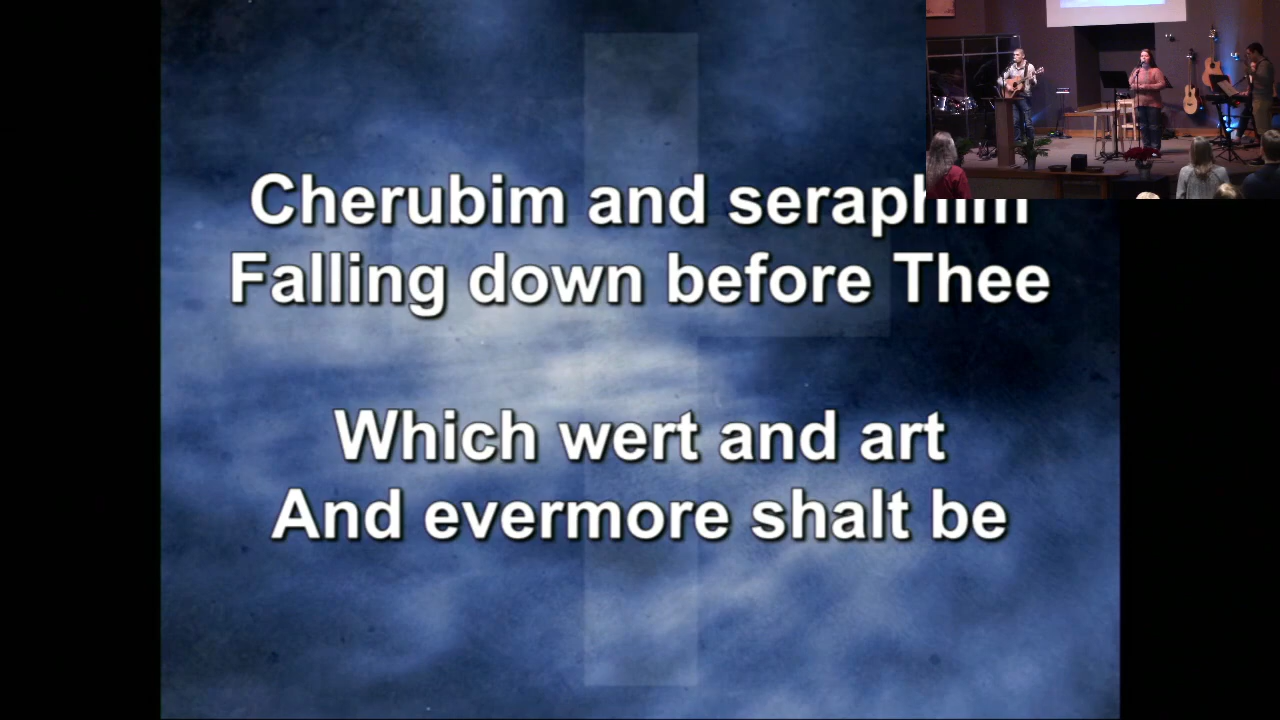 Cherubim and seraphim
Falling down before Thee
Which wert and art
And evermore shalt be